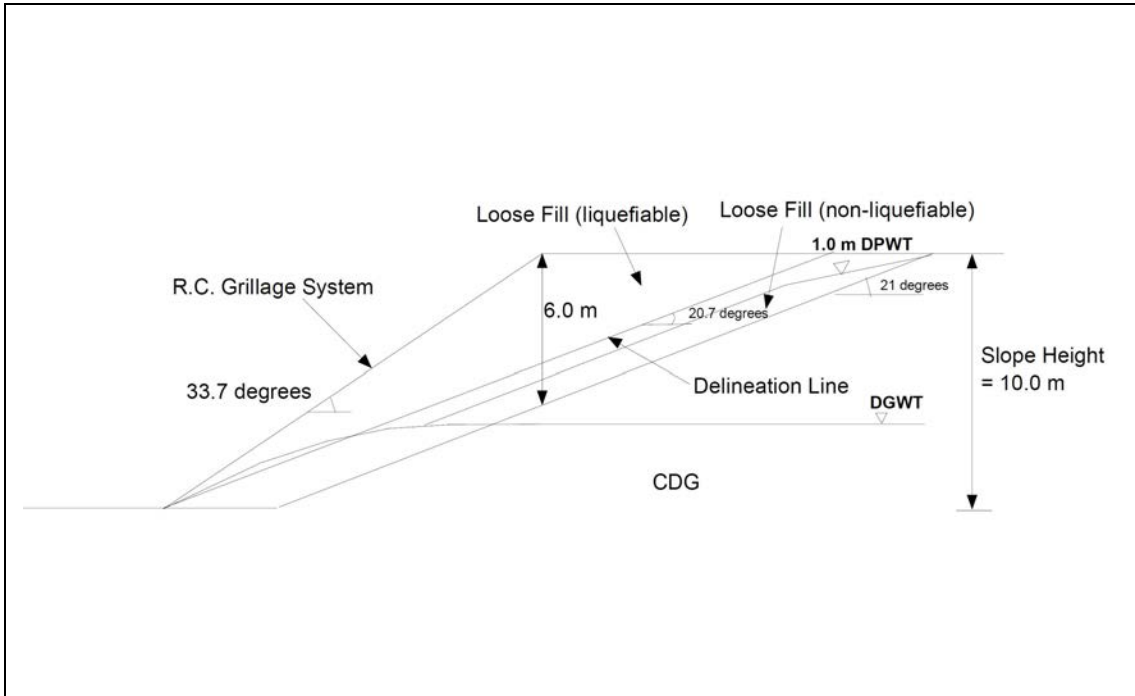 Loose Fill (liquefiable)
Loose Fill (non-liquefiable)
1.0 m DPWT
R.C. Grillage System
21 degrees
6.0 m
20.7 degrees
Slope Height
= 10.0 m
33.7 degrees
Delineation Line
DGWT
CDG